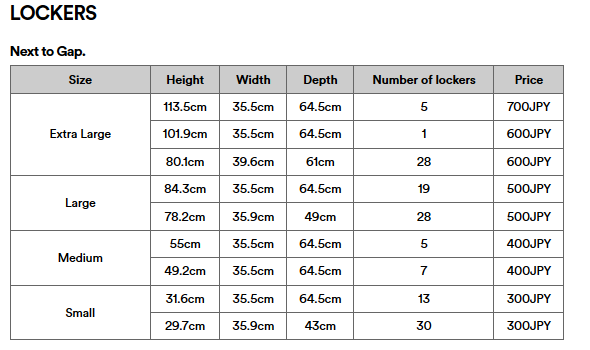 LOCKERS
Next to Gap.
Size Height Width Depth Number of lockers Price
Extra Large 113.5cm 35.5cm 64.5cm 5 700JPY
101.9cm 35.5cm 64.5cm 1 600JPY
80.1cm 39.6cm 61cm 28 600JPY
Large 84.3cm 35.5cm 64.5cm 19 500JPY
78.2cm 35.9cm 49cm 28 500JPY
Medium 55cm 35.5cm 64.5cm 5 400JPY
49.2cm 35.5cm 64.5cm 7 400JPY
Small 31.6cm 35.5cm 64.5cm 13 300JPY
29.7cm 35.9cm 43cm 30 300JPY